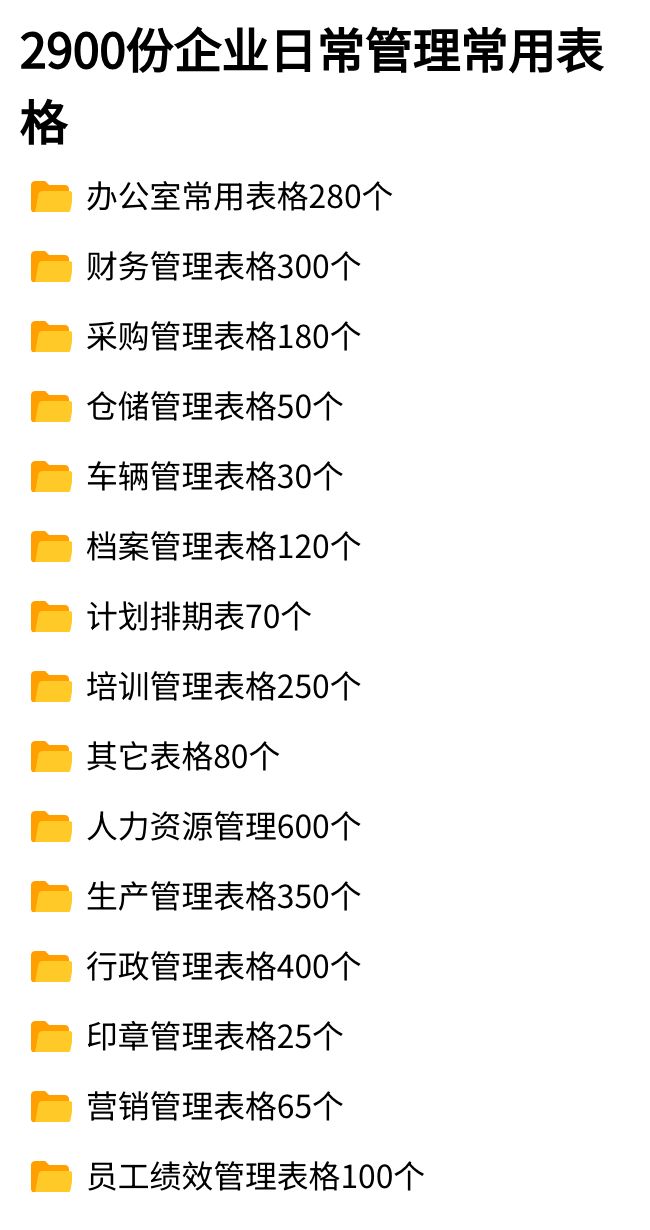 2900份企业日常管理常用表
格
办公室常用表格280个
财务管理表格300个
采购管理表格180个
仓储管理表格50个
车辆管理表格30个
档案管理表格120个
计划排期表70个
培训管理表格250个
其它表格80个
人力资源管理600个
生产管理表格350个
行政管理表格400个
印章管理表格25个
营销管理表格65个
员工绩效管理表格100个